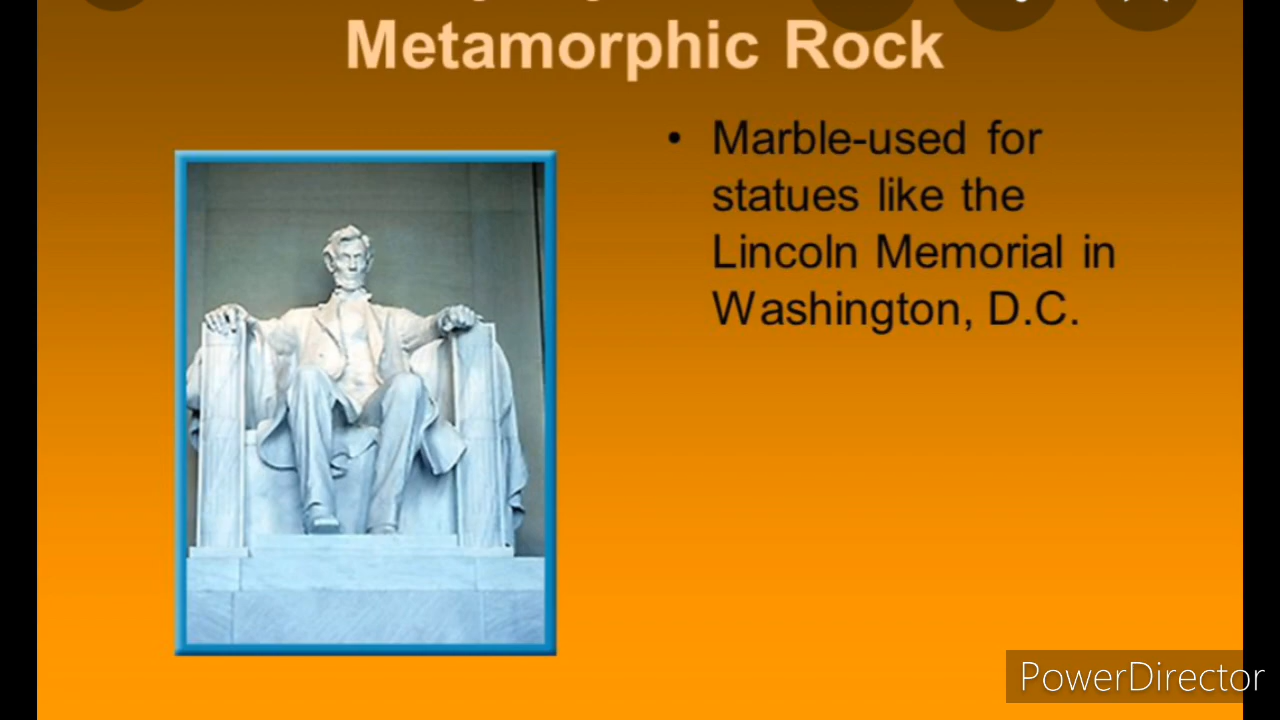 Metamorphic Rock
• Marble-used for
statues like the
Lincoln Memorial in
Washington, D.C.
PowerDirector